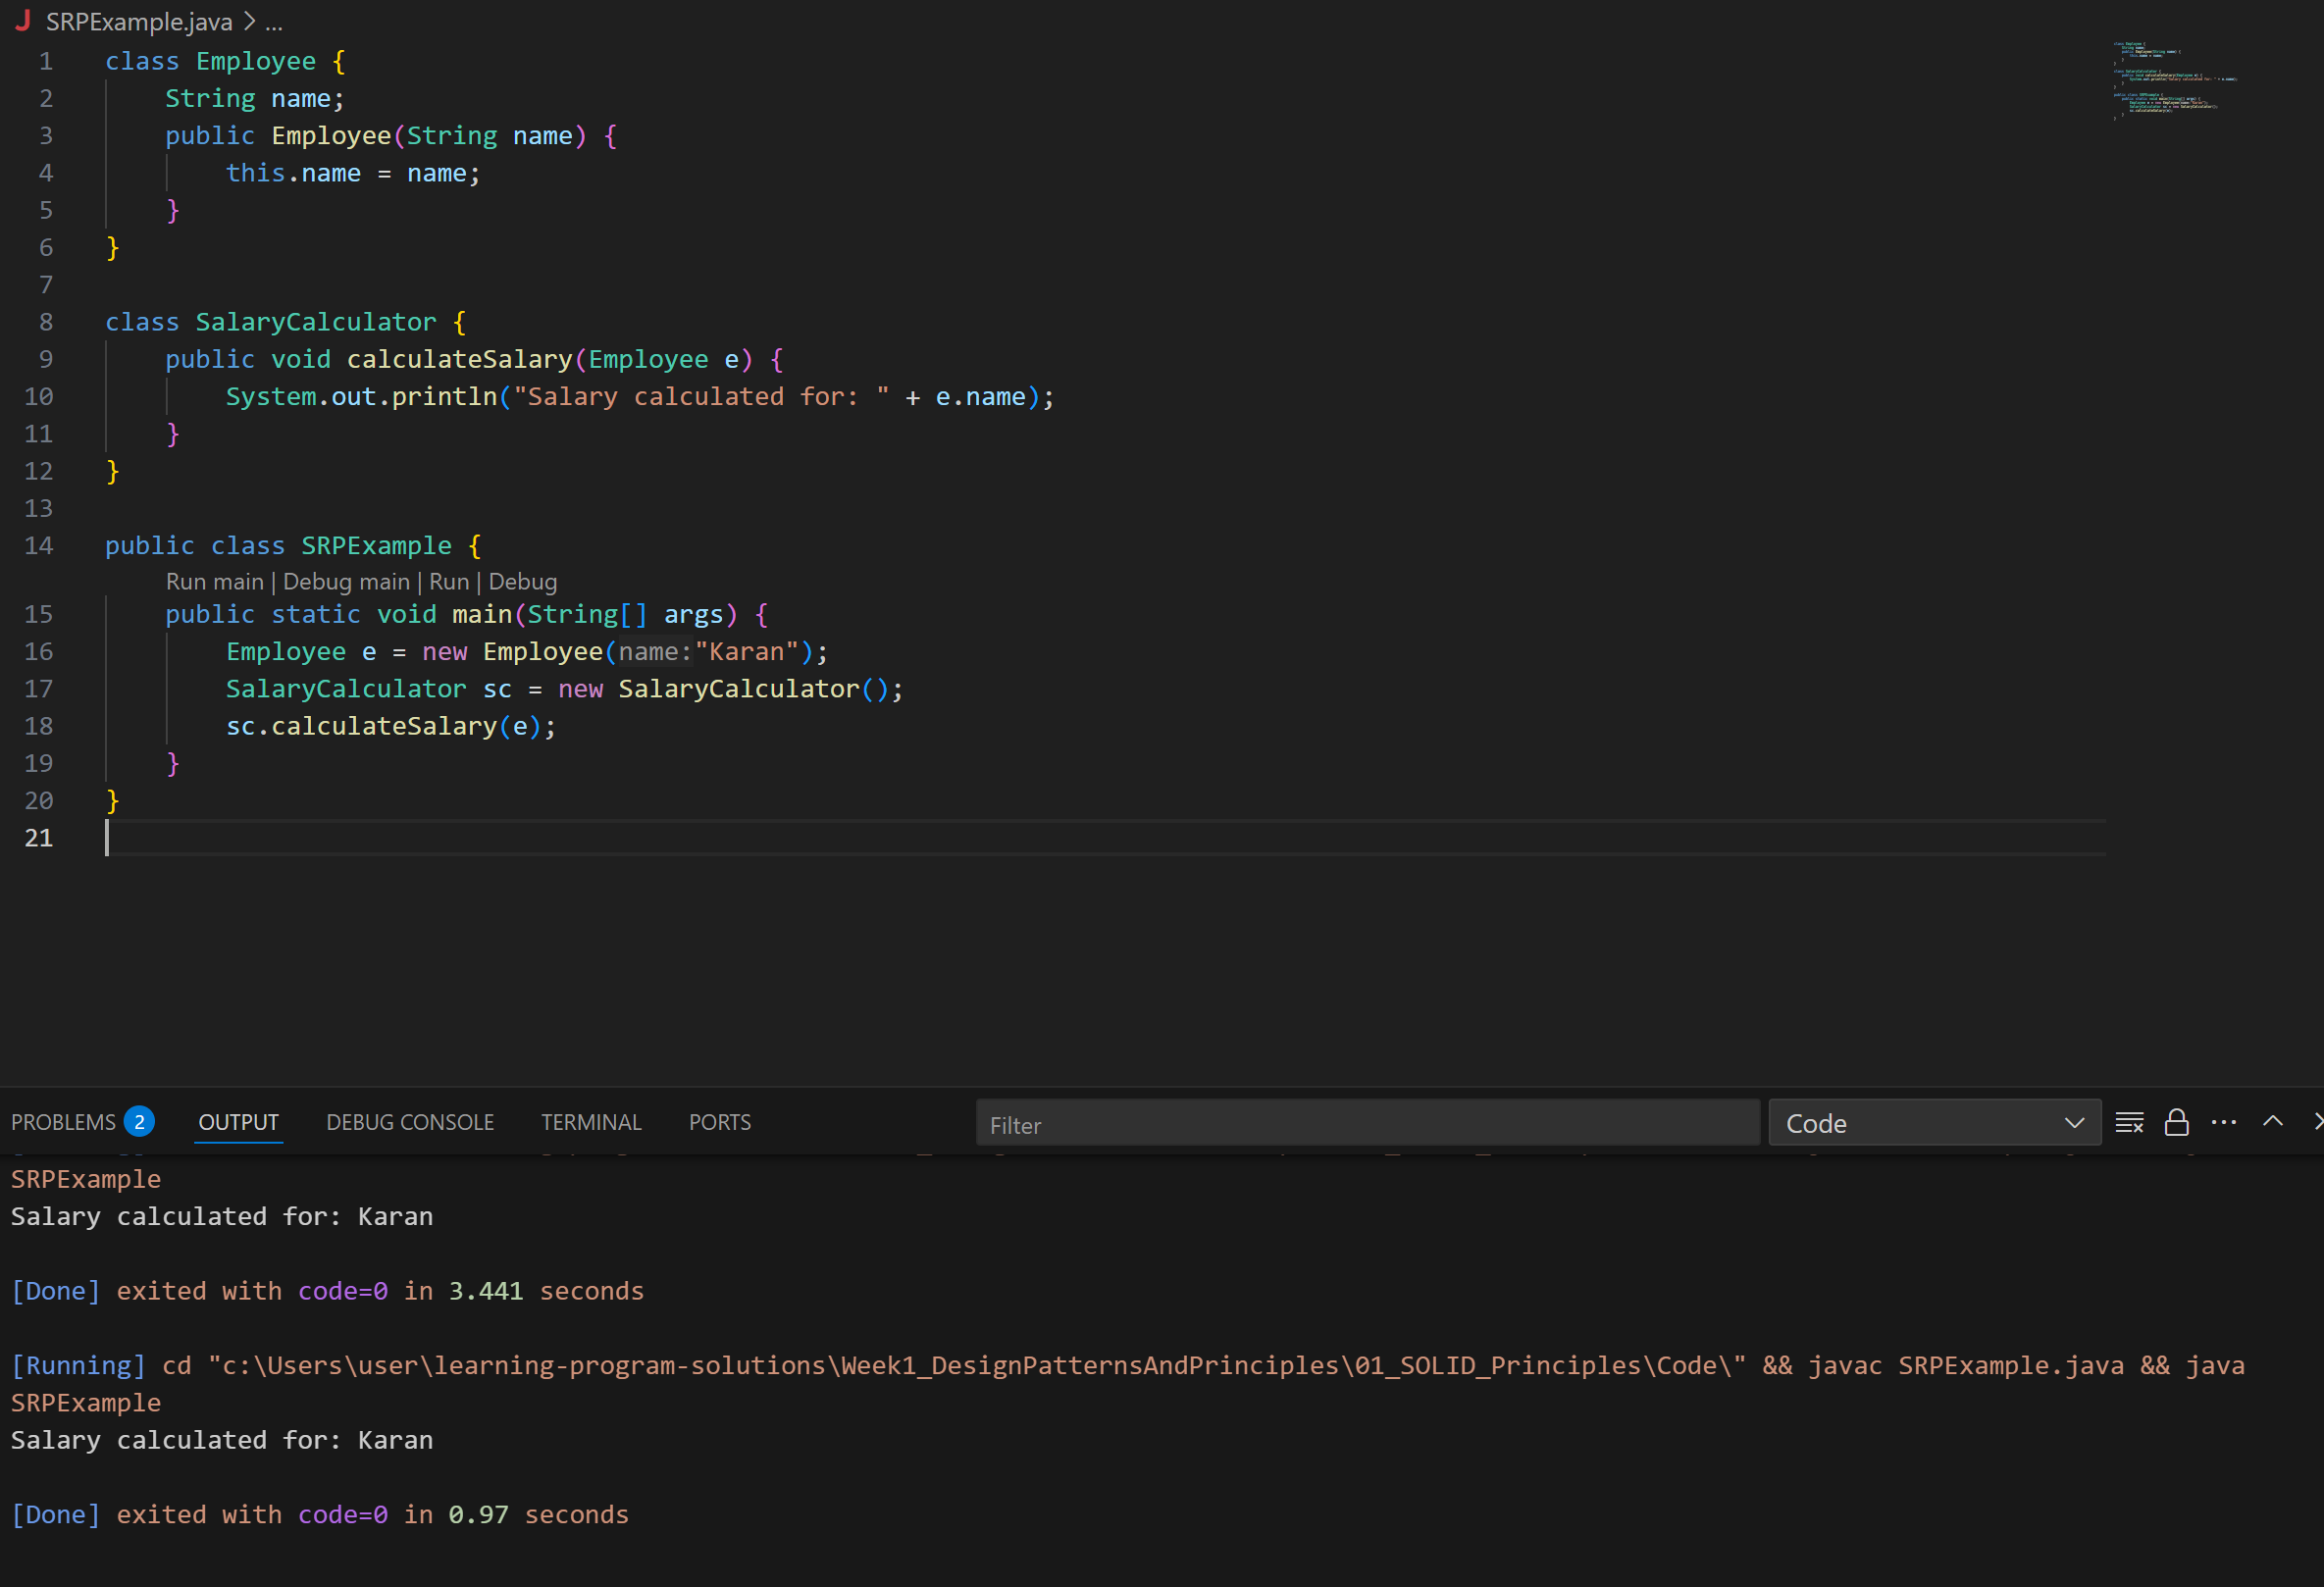 SRPExample.java > ...
1 class Employee {
2 String name;
3 public Employee(String name) {
4 this.name = name;
5 }
6 }
7
8 class SalaryCalculator {
9 public void calculateSalary(Employee e) {
10 System.out.println("Salary calculated for: " + e.name);
11 }
12 }
13
14 public class SRPExample {
Run main | Debug main | Run | Debug
15 public static void main(String[] args) {
16 Employee e = new Employee(name:"Karan");
17 SalaryCalculator sc = new SalaryCalculator();
18 sc.calculateSalary(e);
19 }
20 }
21
PROBLEMS 2 OUTPUT DEBUG CONSOLE TERMINAL PORTS Filter Code
SRPExample
Salary calculated for: Karan
[Done] exited with code=0 in 3.441 seconds
[Running] cd "c:\Users\user\learning-program-solutions\Week1_DesignPatternsAndPrinciples\01_SOLID_Principles\Code\" && javac SRPExample.java && java
SRPExample
Salary calculated for: Karan
[Done] exited with code=0 in 0.97 seconds